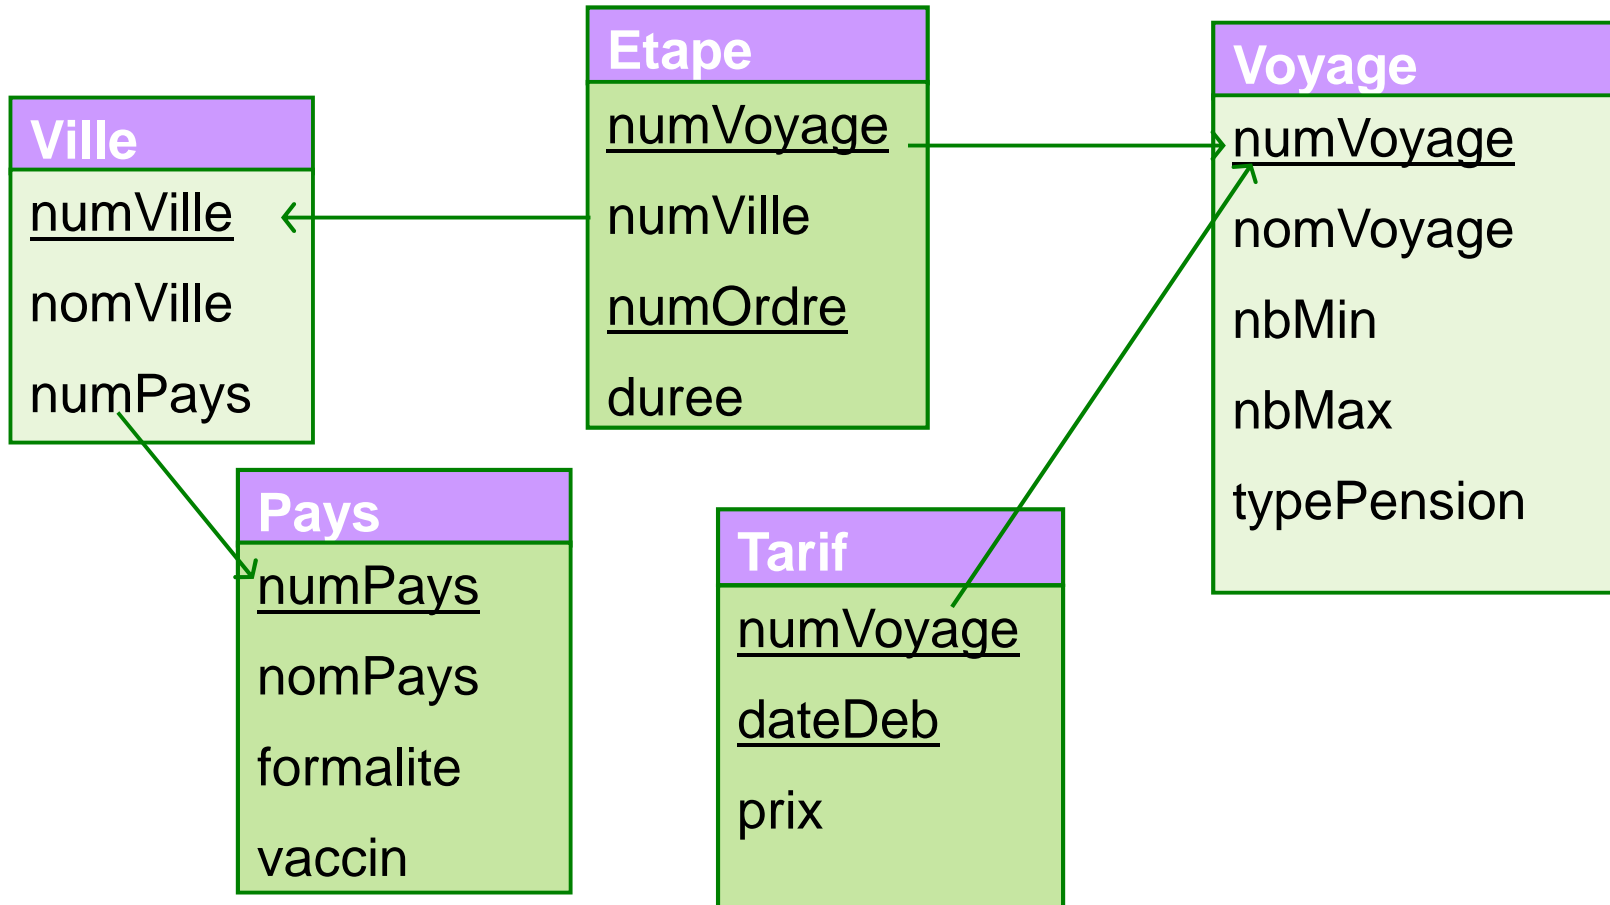 Ville
numVille
nomVille
numPays
Etape
numVoyage
numVille
numOrdre
duree
Voyage
numVoyage
nomVoyage
nbMin
nbMax
typePension
Pays
numPays
nomPays
formalite
vaccin
Tarif
numVoyage
dateDeb
prix